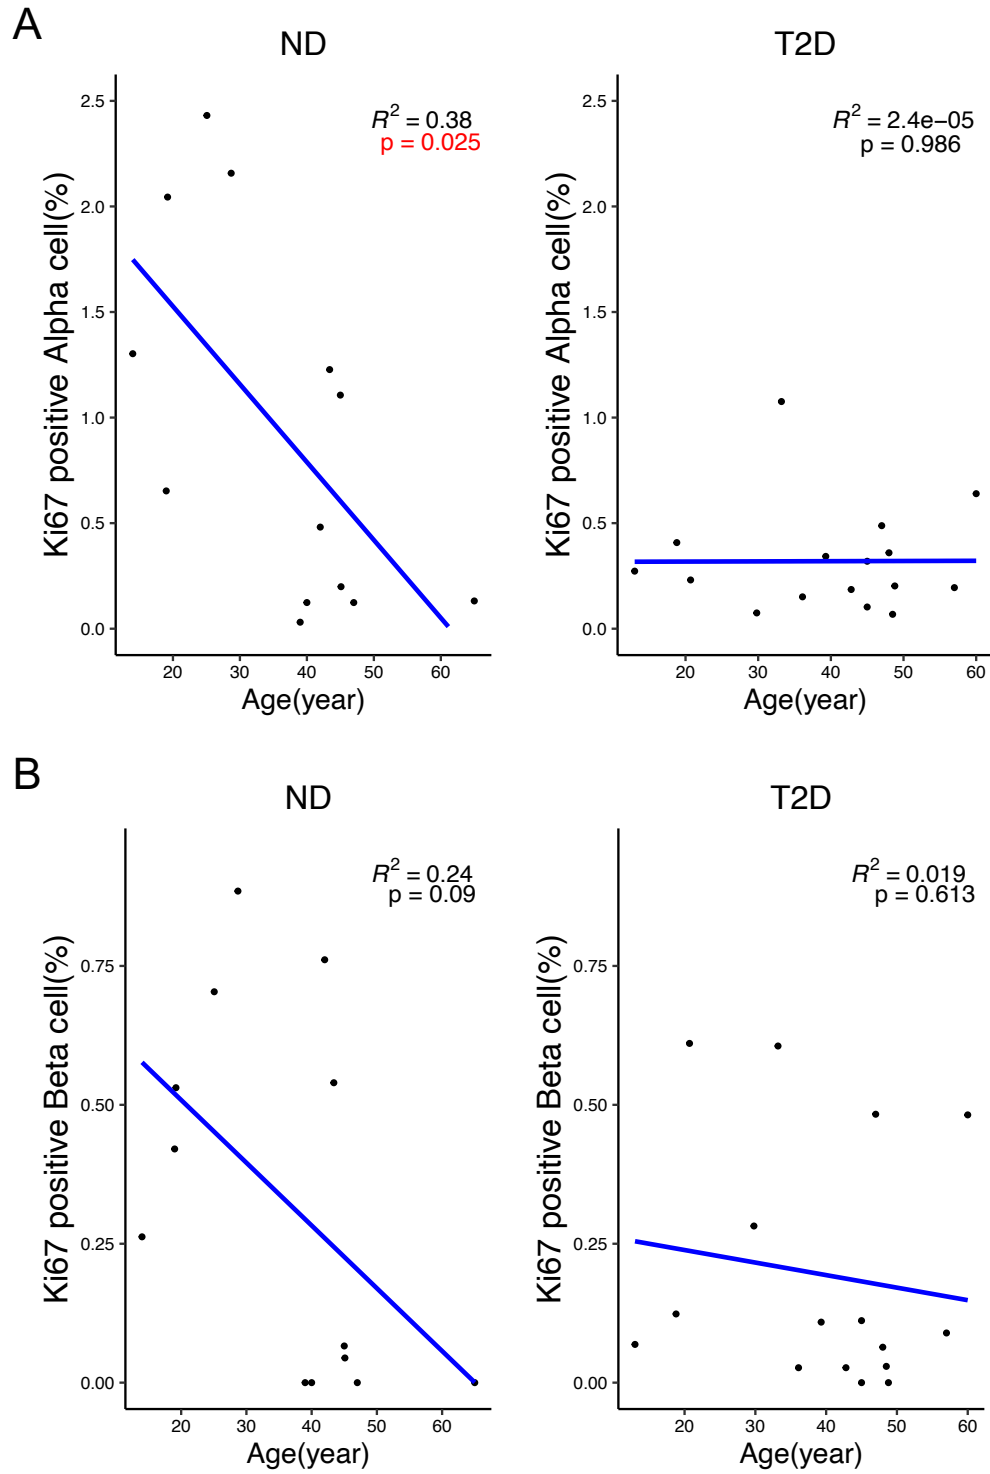 A
ND
T2D
R2 = 0.38
p = 0.025
R2 = 2.4e−05
p = 0.986
Ki67 positive Alpha cell(%)
2.5
2.0
1.5
1.0
0.5
0.0
20 30 40 50 60
Age(year)
Ki67 positive Alpha cell(%)
2.5
2.0
1.5
1.0
0.5
0.0
20 30 40 50 60
Age(year)
B
ND
T2D
R2 = 0.24
p = 0.09
R2 = 0.019
p = 0.613
Ki67 positive Beta cell(%)
0.75
0.50
0.25
0.00
20 30 40 50 60
Age(year)
Ki67 positive Beta cell(%)
0.75
0.50
0.25
0.00
20 30 40 50 60
Age(year)